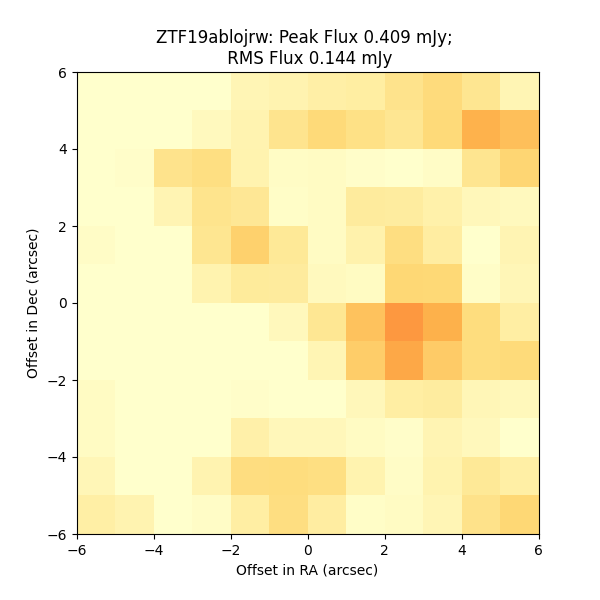 ZTF19ablojrw: Peak Flux 0.409 mJy;
RMS Flux 0.144 mJy
6
4
2
0
−2
−4
−6
Offset in Dec (arcsec)
−6 −4 −2 0 2 4 6
Offset in RA (arcsec)